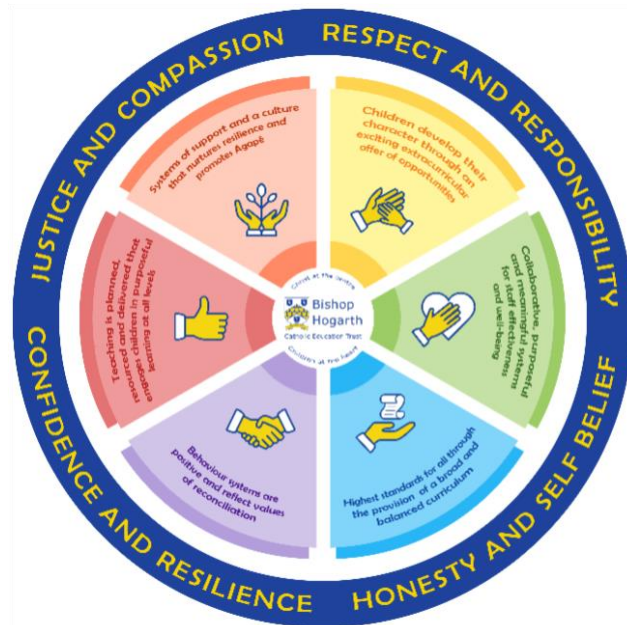 JUSTICE AND COMPASSION
RESPECT AND RESPONSIBILITY
HONESTY AND SELF BELIEF
CONFIDENCE AND RESILIENCE
Systems of support and a culture
that nurtures resilience and
promotes Agapé
Children develop their
character through an
exciting extracurricular
offer of opportunities
Collaborative, purposeful
and meaningful systems
for staff effectiveness
and well-being
Highest standards for all through
the provision of a broad and
balanced curriculum
Behaviour systems are
positive and reflect values
of reconciliation
Teaching is planned,
resourced and delivered that
engages children in purposeful
learning at all levels
Christ at the centre
Bishop
Hogarth
Catholic Education Trust
Children at the heart